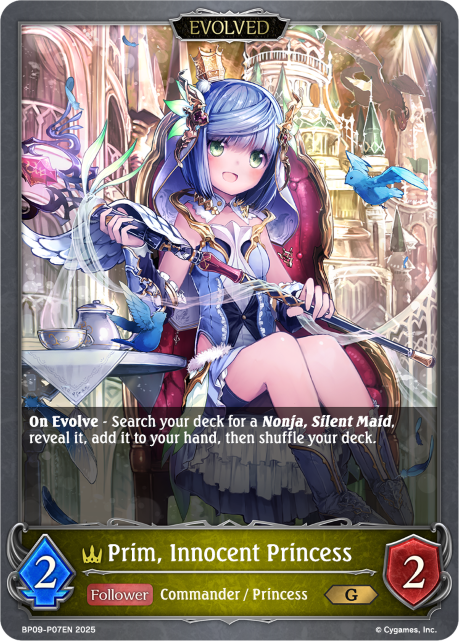 EVOLVED
On Evolve - Search your deck for a Nonja, Silent Maid,
reveal it, add it to your hand, then shuffle your deck.
Prim, Innocent Princess
2
Follower Commander / Princess G
2
BP09-P07EN 2025 © Cygames, Inc.